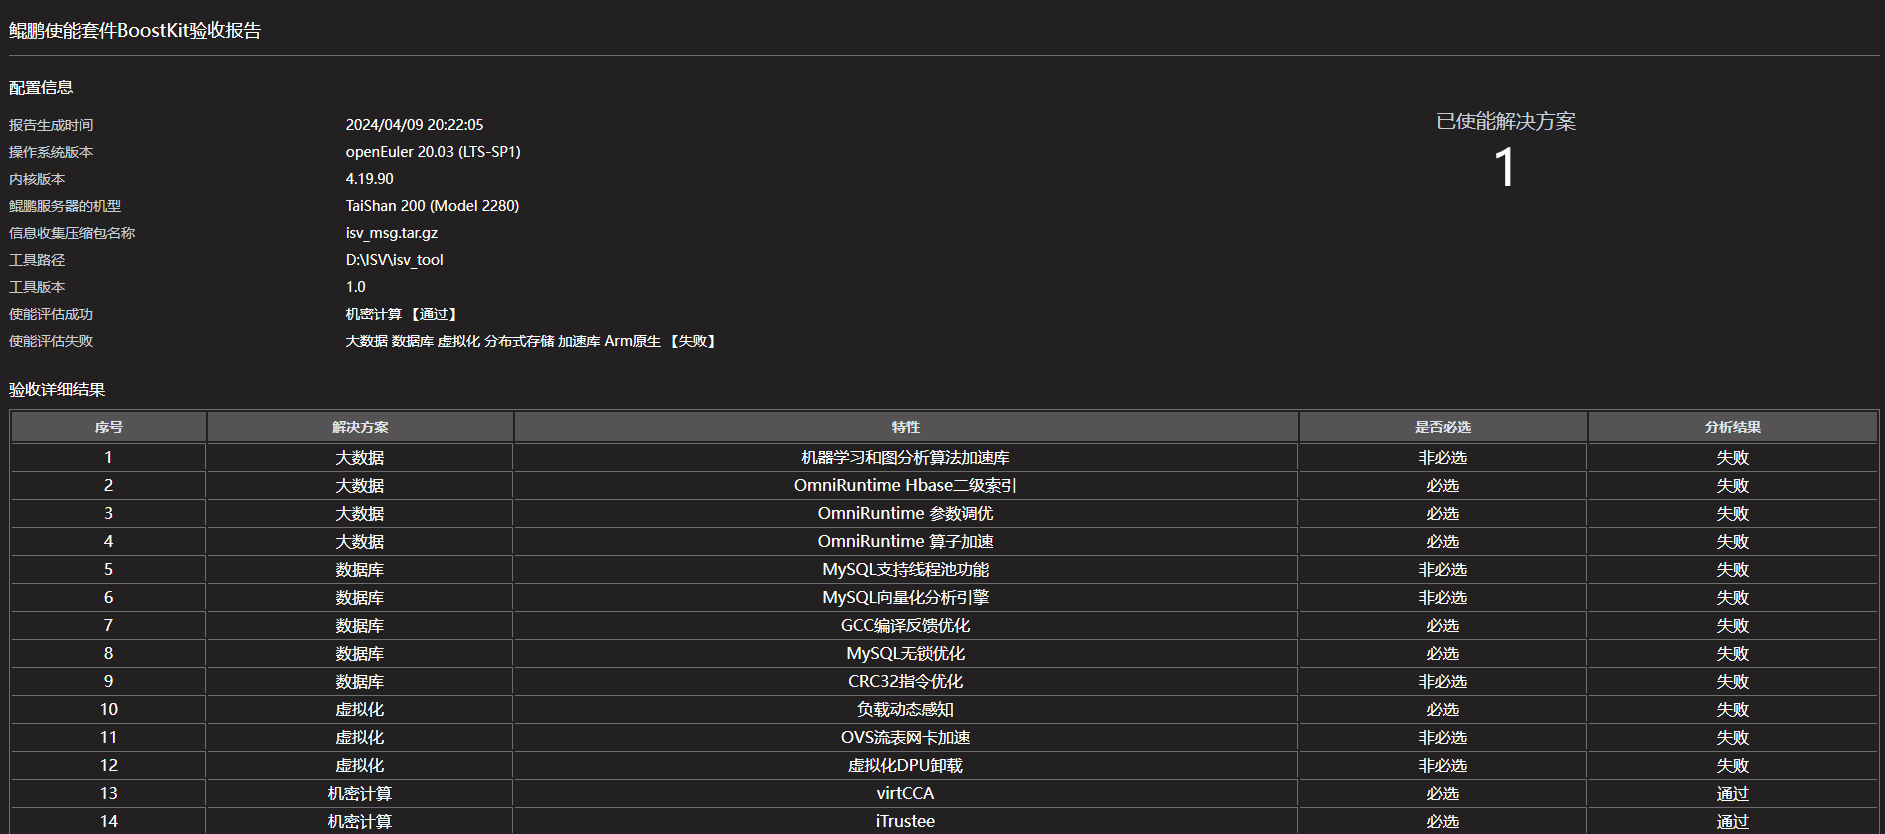 鲲鹏使能套件BoostKit验收报告
配置信息
已使能解决方案
1
报告生成时间 2024/04/09 20:22:05
操作系统版本 openEuler 20.03 (LTS-SP1)
内核版本 4.19.90
鲲鹏服务器的机型 TaiShan 200 (Model 2280)
信息收集压缩包名称 isv_msg.tar.gz
工具路径 D:\ISV\isv_tool
工具版本 1.0
使能评估成功 机密计算 【通过】
使能评估失败 大数据 数据库 虚拟化 分布式存储 加速库 Arm原生 【失败】
验收详细结果
序号 解决方案 特性 是否必选 分析结果
1 大数据 机器学习和图分析算法加速库 非必选 失败
2 大数据 OmniRuntime Hbase二级索引 必选 失败
3 大数据 OmniRuntime 参数调优 必选 失败
4 大数据 OmniRuntime 算子加速 必选 失败
5 数据库 MySQL支持线程池功能 非必选 失败
6 数据库 MySQL向量化分析引擎 非必选 失败
7 数据库 GCC编译反馈优化 必选 失败
8 数据库 MySQL无锁优化 必选 失败
9 数据库 CRC32指令优化 非必选 失败
10 虚拟化 负载动态感知 必选 失败
11 虚拟化 OVS流表网卡加速 非必选 失败
12 虚拟化 虚拟化DPU卸载 非必选 失败
13 机密计算 virtCCA 必选 通过
14 机密计算 iTrustee 必选 通过